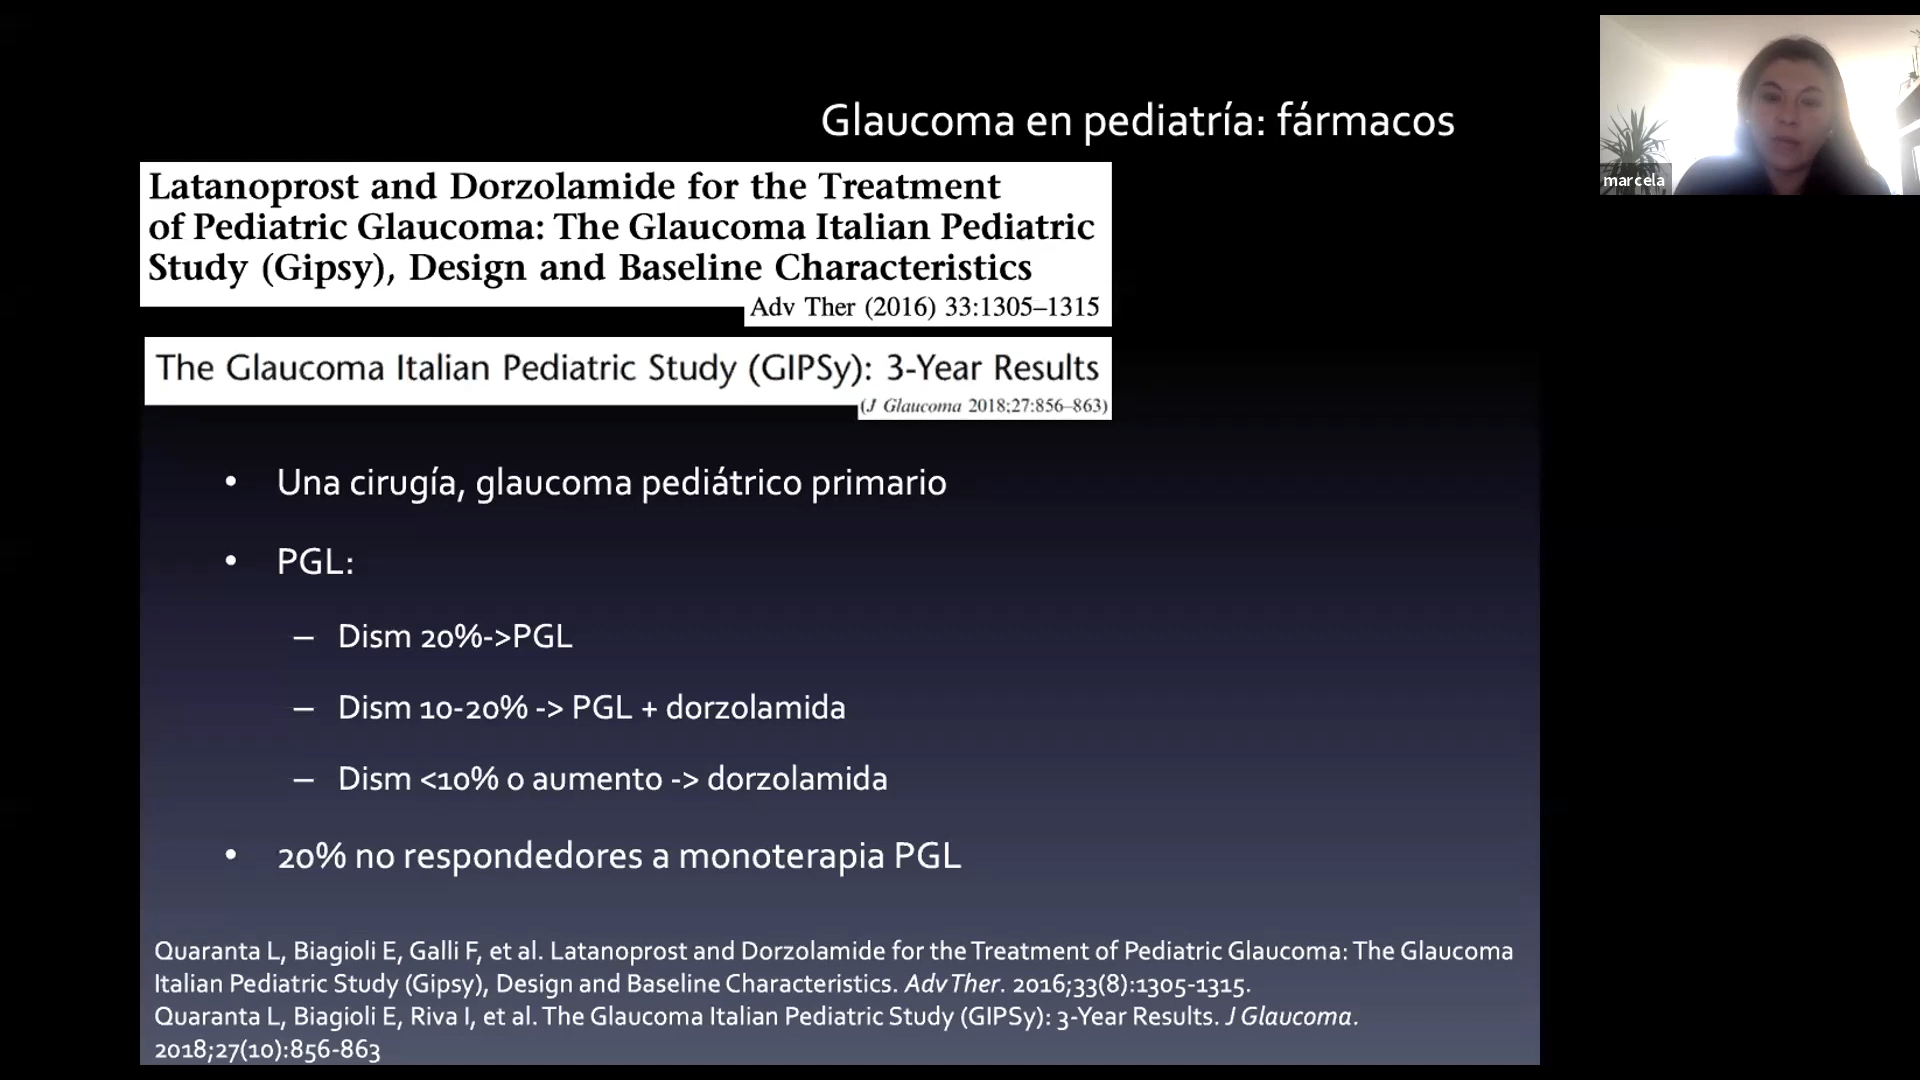 Glaucoma en pediatría: fármacos
marcela
Latanoprost and Dorzolamide for the Treatment
of Pediatric Glaucoma: The Glaucoma Italian Pediatric
Study (Gipsy), Design and Baseline Characteristics
Adv Ther (2016) 33:1305–1315
The Glaucoma Italian Pediatric Study (GIPSy): 3-Year Results
(J Glaucoma 2018;27:856–863)
• Una cirugía, glaucoma pediátrico primario
• PGL:
– Dism 20%->PGL
– Dism 10-20% -> PGL + dorzolamida
– Dism <10% o aumento -> dorzolamida
• 20% no respondedores a monoterapia PGL
Quaranta L, Biagioli E, Galli F, et al. Latanoprost and Dorzolamide for the Treatment of Pediatric Glaucoma: The Glaucoma
Italian Pediatric Study (Gipsy), Design and Baseline Characteristics. Adv Ther. 2016;33(8):1305-1315.
Quaranta L, Biagioli E, Riva I, et al. The Glaucoma Italian Pediatric Study (GIPSy): 3-Year Results. J Glaucoma.
2018;27(10):856-863